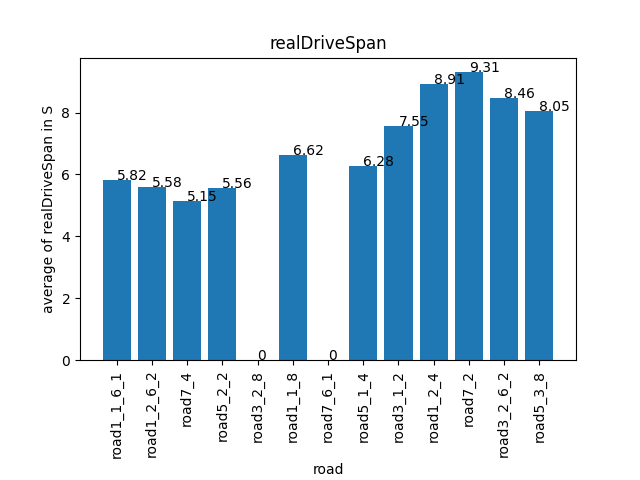 realDriveSpan
average of realDriveSpan in S
8
6
4
2
0
5.82
5.58
5.15
5.56
0
6.62
0
6.28
7.55
8.91
9.31
8.46
8.05
road1_1_6_1
road1_2_6_2
road7_4
road5_2_2
road3_2_8
road1_1_8
road7_6_1
road5_1_4
road3_1_2
road1_2_4
road7_2
road3_2_6_2
road5_3_8
road